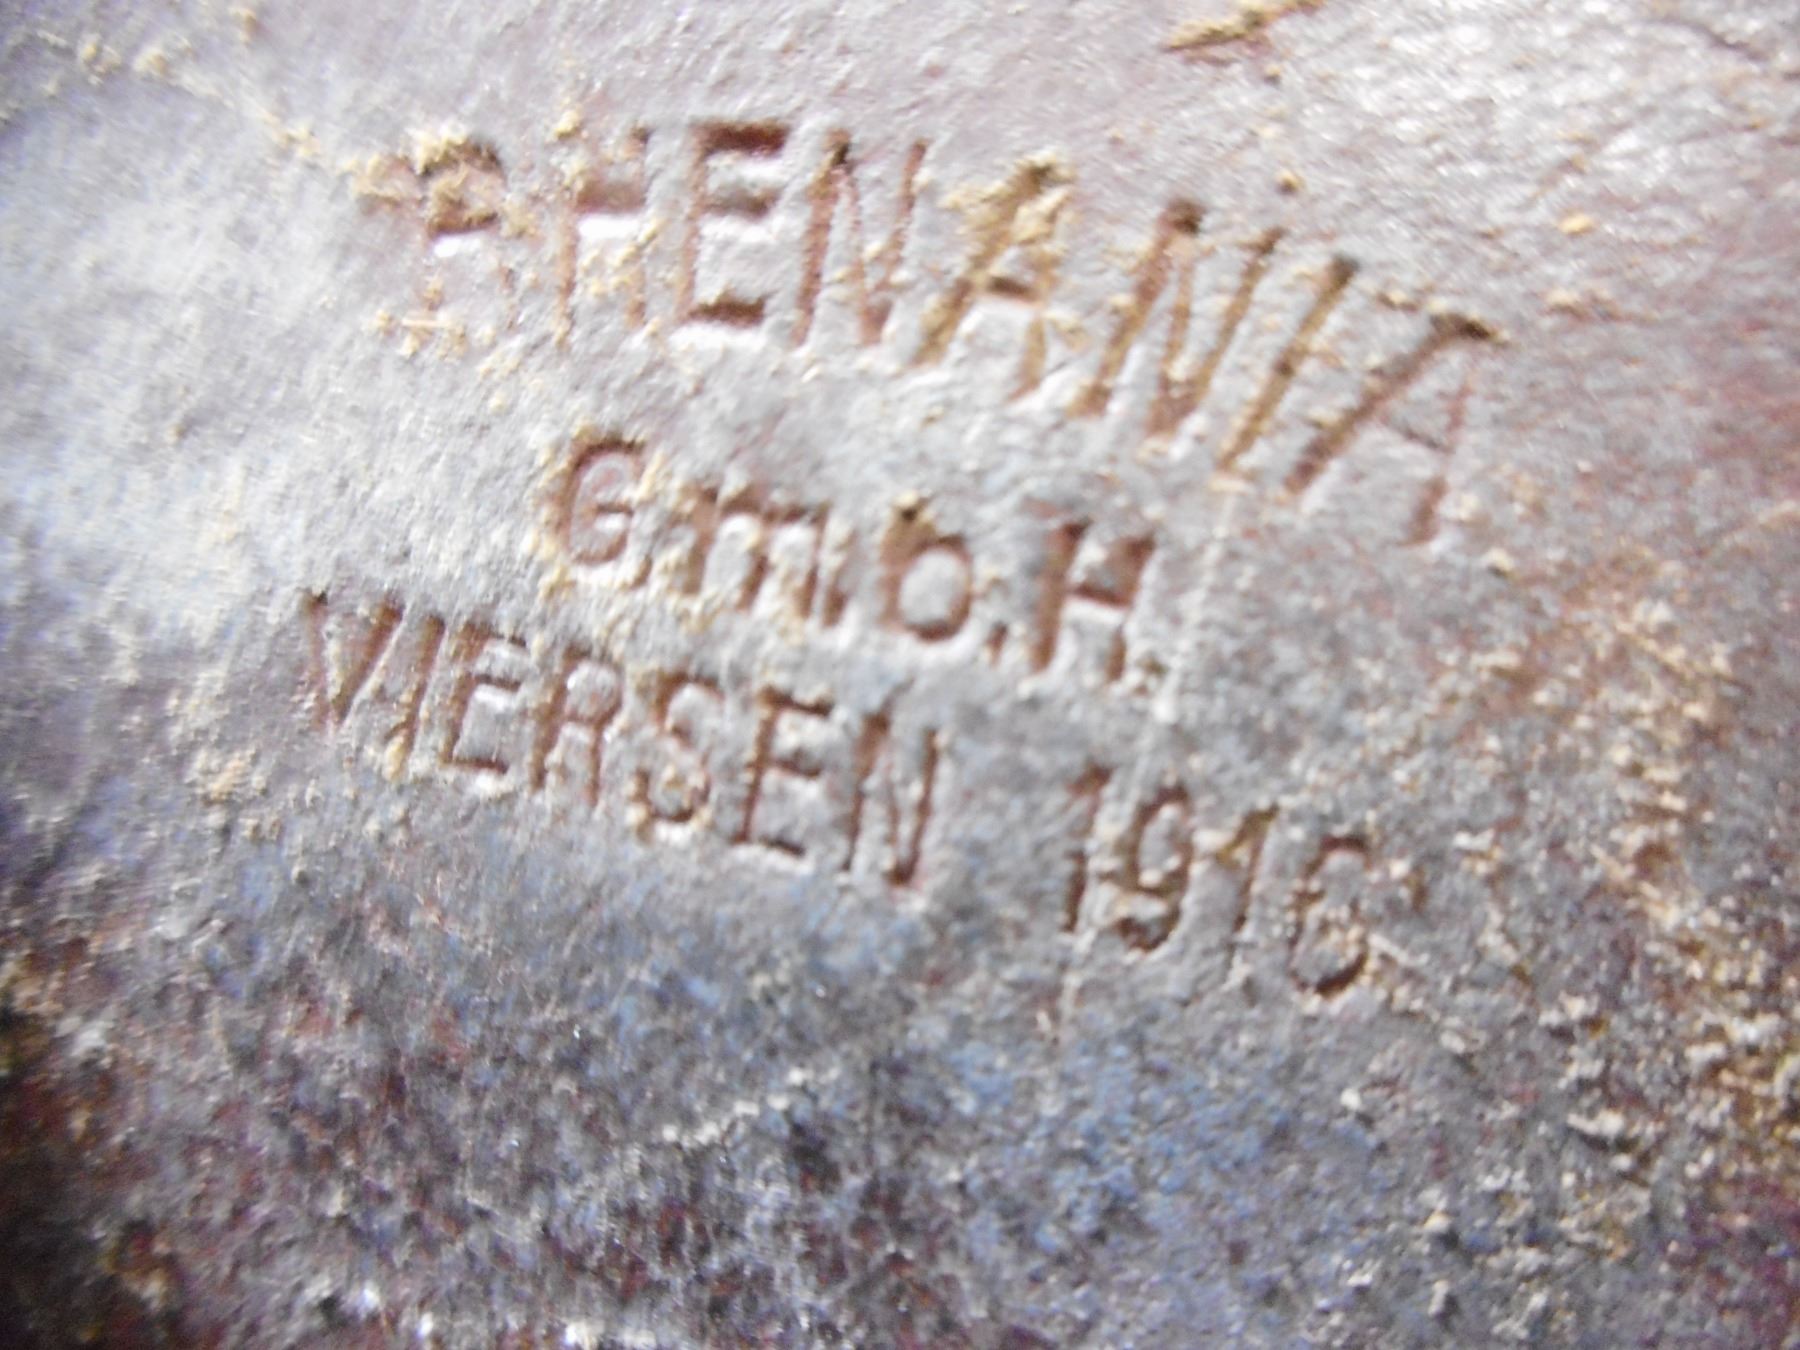 RHENANIA
G.m.b.H.
VIERSEN 1916